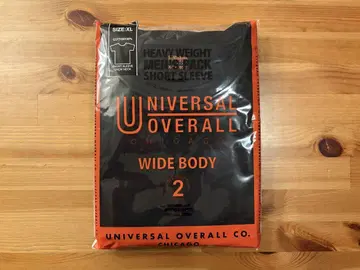 SIZE:XL
HEAVY WEIGHT
MEN'S PACK
SHORT SLEEVE
UNIVERSAL
OVERALL
CHICAGO
WIDE BODY
2
UNIVERSAL OVERALL CO.
CHICAGO